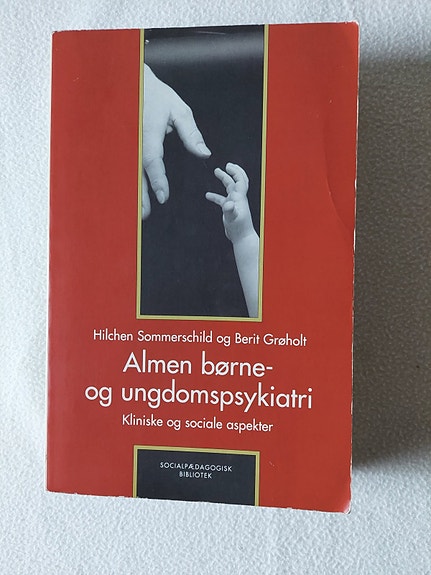 Hilchen Sommerschild og Berit Grøholt
Almen børne-
og ungdomspsykiatri
Kliniske og sociale aspekter
SOCIALPÆDAGOGISK
BIBLIOTEK